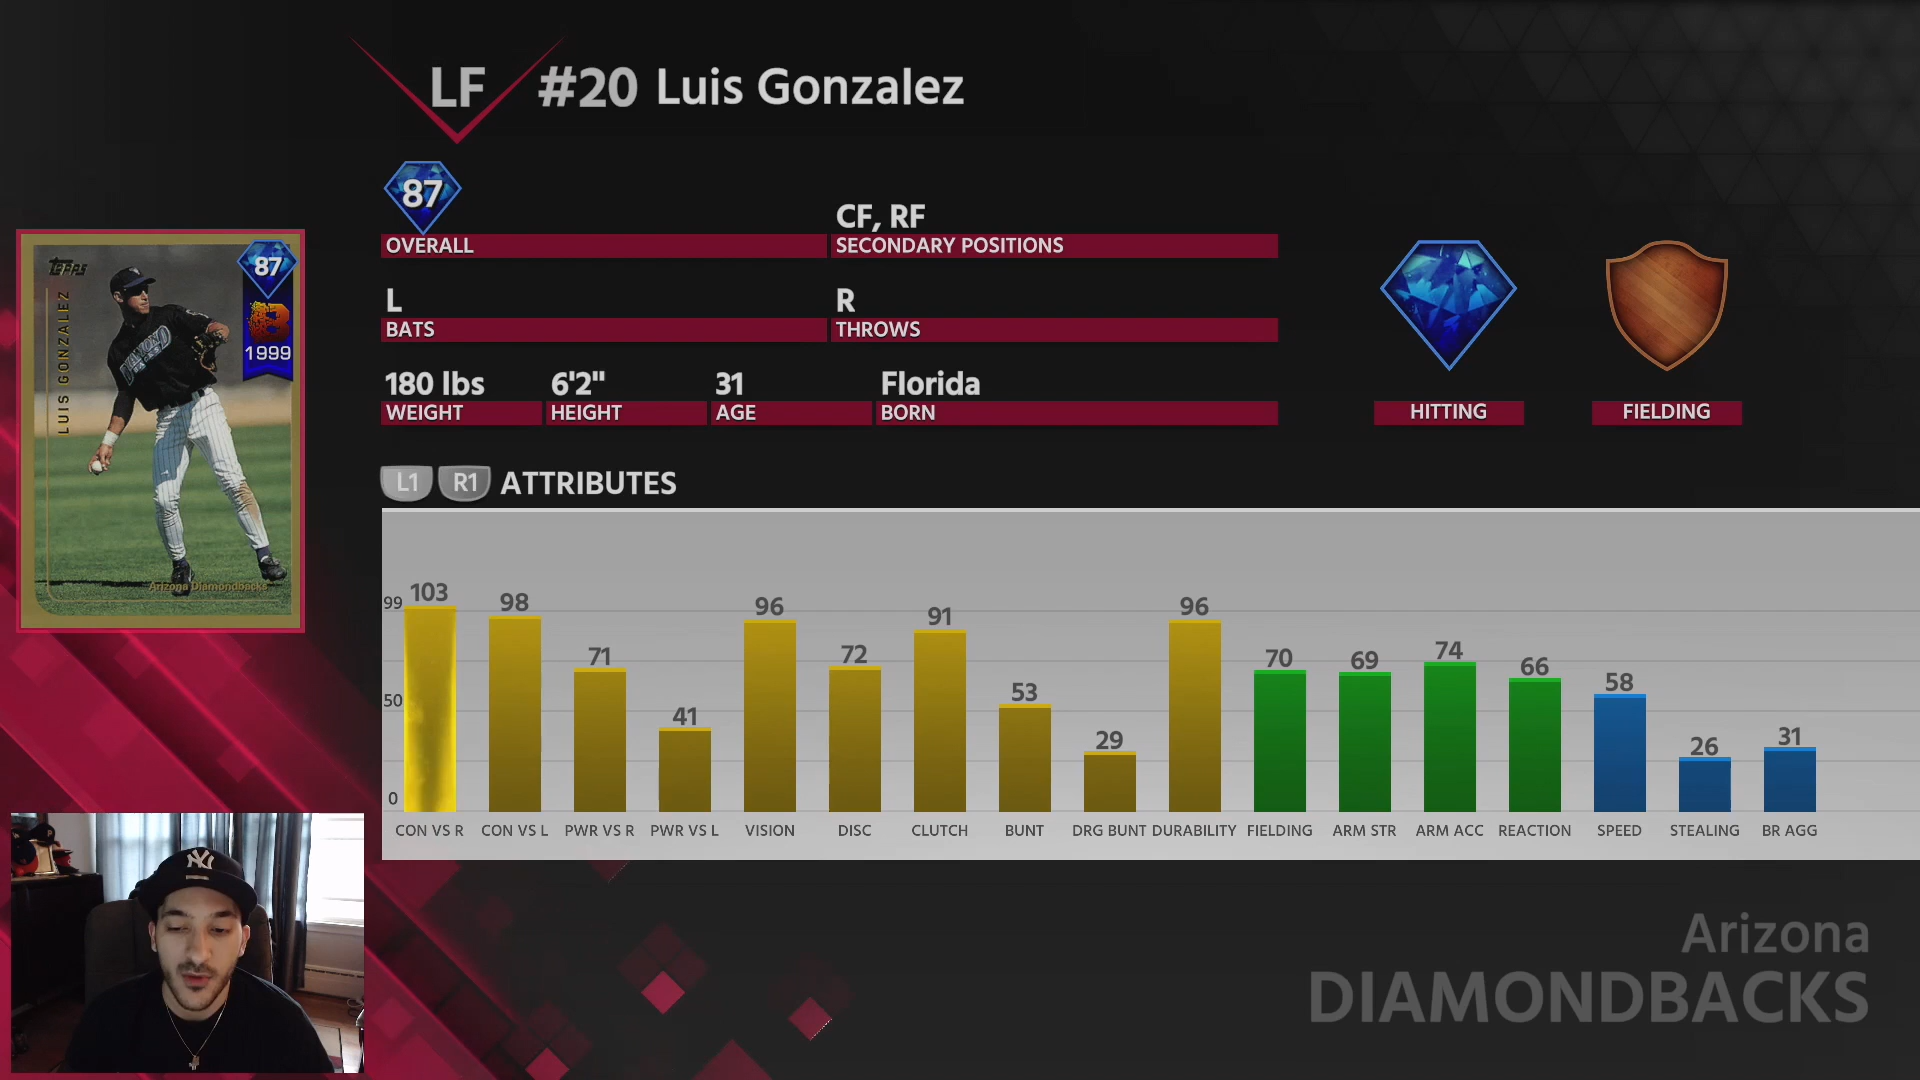 LF #20 Luis Gonzalez
87
OVERALL
CF, RF
SECONDARY POSITIONS
L
BATS
R
THROWS
180 lbs
WEIGHT
6'2"
HEIGHT
31
AGE
Florida
BORN
HITTING
FIELDING
Topps
LUIS GONZALEZ
87
1999
Arizona Diamondbacks
L1 R1 ATTRIBUTES
99
50
0
103 98 71 41 96 72 91 53 29 96 70 69 74 66 58 26 31
CON VS R CON VS L PWR VS R PWR VS L VISION DISC CLUTCH BUNT DRG BUNT DURABILITY FIELDING ARM STR ARM ACC REACTION SPEED STEALING BR AGG
NY
Arizona
DIAMONDBACKS